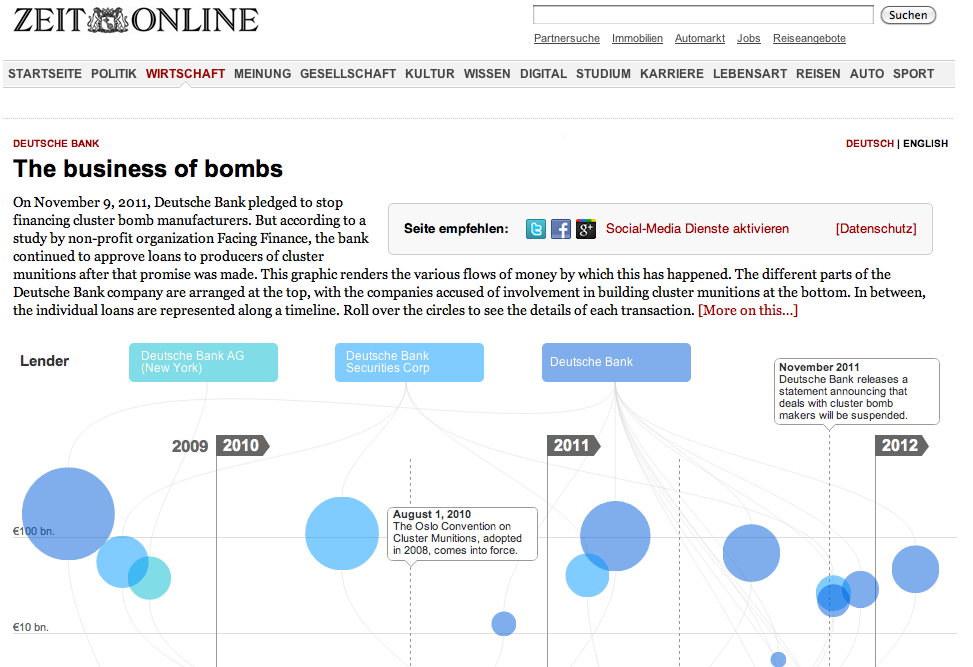 ZEIT ONLINE
Suchen
Partnersuche Immobilien Automarkt Jobs Reiseangebote
STARTSEITE POLITIK WIRTSCHAFT MEINUNG GESELLSCHAFT KULTUR WISSEN DIGITAL STUDIUM KARRIERE LEBENSART REISEN AUTO SPORT
DEUTSCHE BANK
DEUTSCH | ENGLISH
The business of bombs
On November 9, 2011, Deutsche Bank pledged to stop
financing cluster bomb manufacturers. But according to a
study by non-profit organization Facing Finance, the bank
continued to approve loans to producers of cluster
munitions after that promise was made. This graphic renders the various flows of money by which this has happened. The different parts of the
Deutsche Bank company are arranged at the top, with the companies accused of involvement in building cluster munitions at the bottom. In between,
the individual loans are represented along a timeline. Roll over the circles to see the details of each transaction. [More on this...]
Seite empfehlen: Social-Media Dienste aktivieren [Datenschutz]
Lender
Deutsche Bank AG
(New York)
Deutsche Bank
Securities Corp
Deutsche Bank
November 2011
Deutsche Bank releases a
statement announcing that
deals with cluster bomb
makers will be suspended.
2009 2010 2011 2012
August 1, 2010
The Oslo Convention on
Cluster Munitions, adopted
in 2008, comes into force.
€100 bn.
€10 bn.